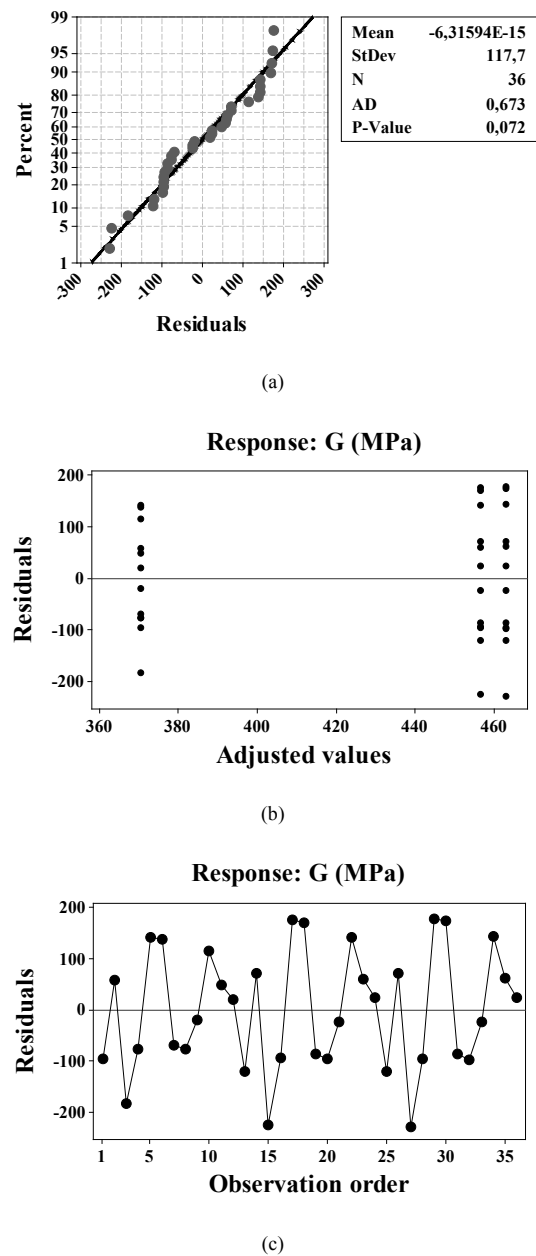 99
95
90
80
70
60
50
40
30
20
10
5
1
Percent
-300
-200
-100
0
100
200
300
Residuals
Mean -6,31594E-15
StDev 117,7
N 36
AD 0,673
P-Value 0,072
(a)
Response: G (MPa)
200
100
0
-100
-200
Residuals
360 380 400 420 440 460
Adjusted values
(b)
Response: G (MPa)
200
100
0
-100
-200
Residuals
1 5 10 15 20 25 30 35
Observation order
(c)